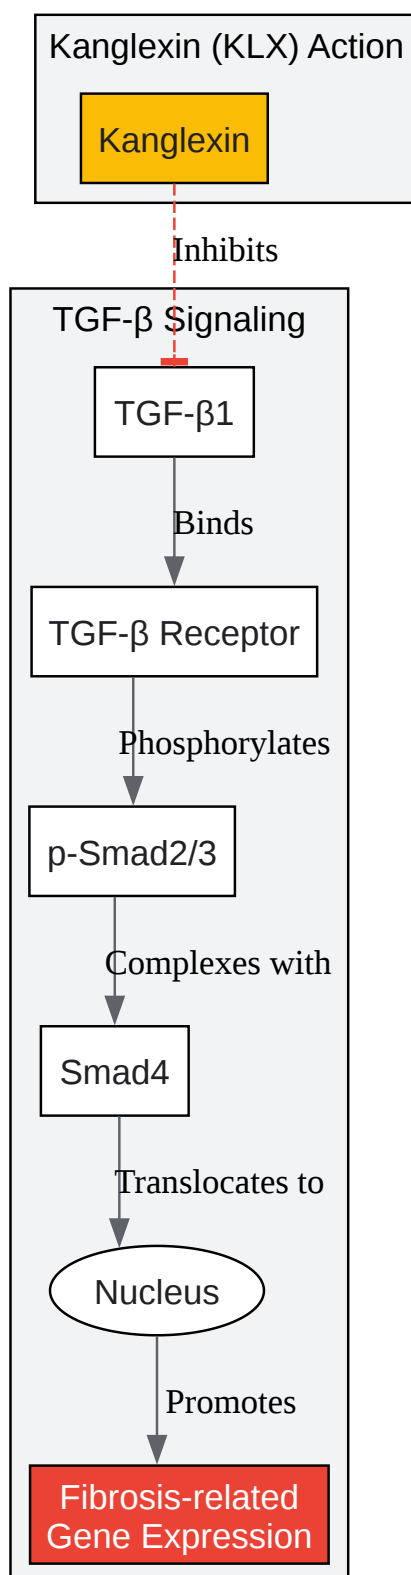 Kanglexin (KLX) Action
Kanglexin
Inhibits
TGF-β Signaling
TGF-β1
Binds
TGF-β Receptor
Phosphorylates
p-Smad2/3
Complexes with
Smad4
Translocates to
Nucleus
Promotes
Fibrosis-related
Gene Expression